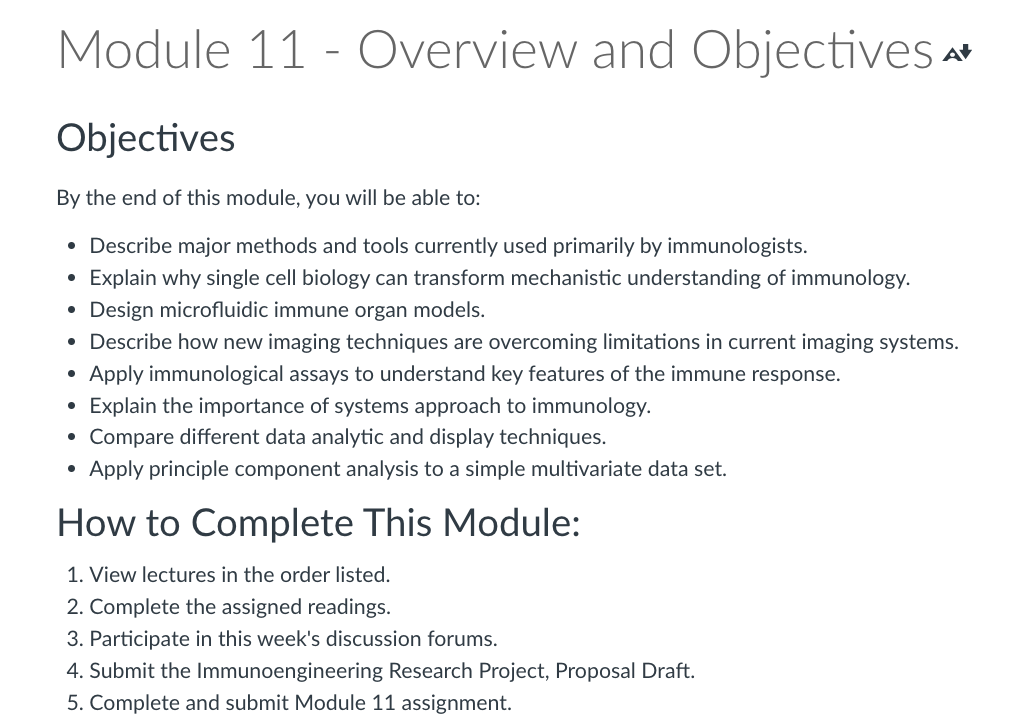 Module 11 - Overview and Objectives
Objectives
By the end of this module, you will be able to:
• Describe major methods and tools currently used primarily by immunologists.
• Explain why single cell biology can transform mechanistic understanding of immunology.
• Design microfluidic immune organ models.
• Describe how new imaging techniques are overcoming limitations in current imaging systems.
• Apply immunological assays to understand key features of the immune response.
• Explain the importance of systems approach to immunology.
• Compare different data analytic and display techniques.
• Apply principle component analysis to a simple multivariate data set.
How to Complete This Module:
1. View lectures in the order listed.
2. Complete the assigned readings.
3. Participate in this week's discussion forums.
4. Submit the Immunoengineering Research Project, Proposal Draft.
5. Complete and submit Module 11 assignment.